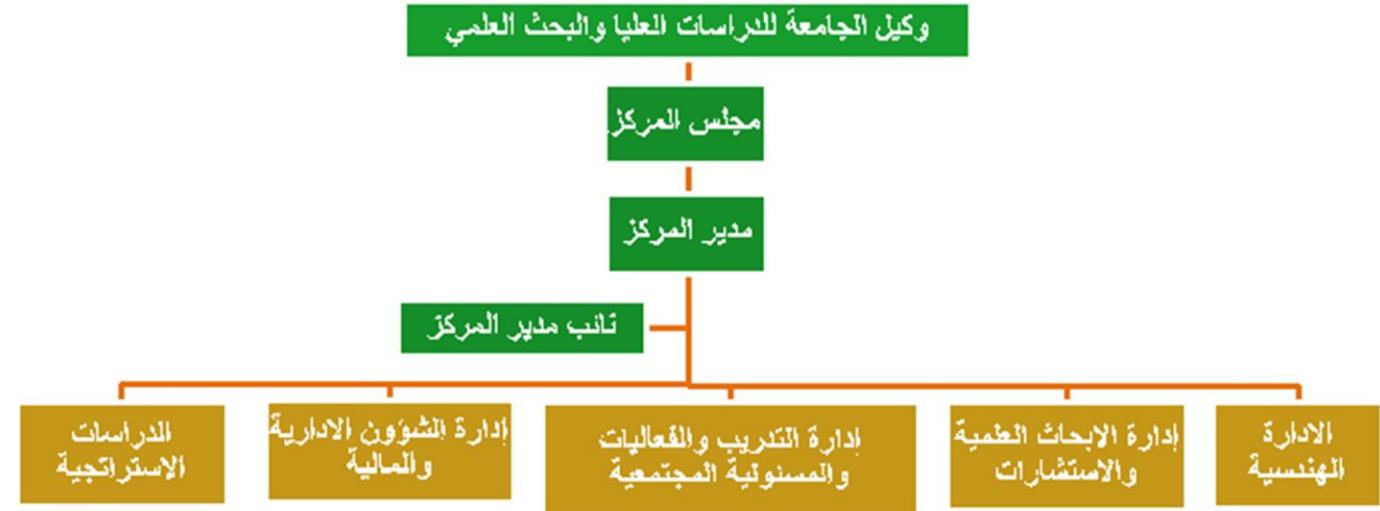 وكيل الجامعة للدراسات العليا والبحث العلمي
مجلس المركز
مدير المركز
نائب مدير المركز
الادارة
الهندسية
إدارة الابحاث العلمية
والاستشارات
إدارة التدريب والفعاليات
والمسئولية المجتمعية
إدارة الشؤون الادارية
والمالية
الدراسات
الاستراتجية